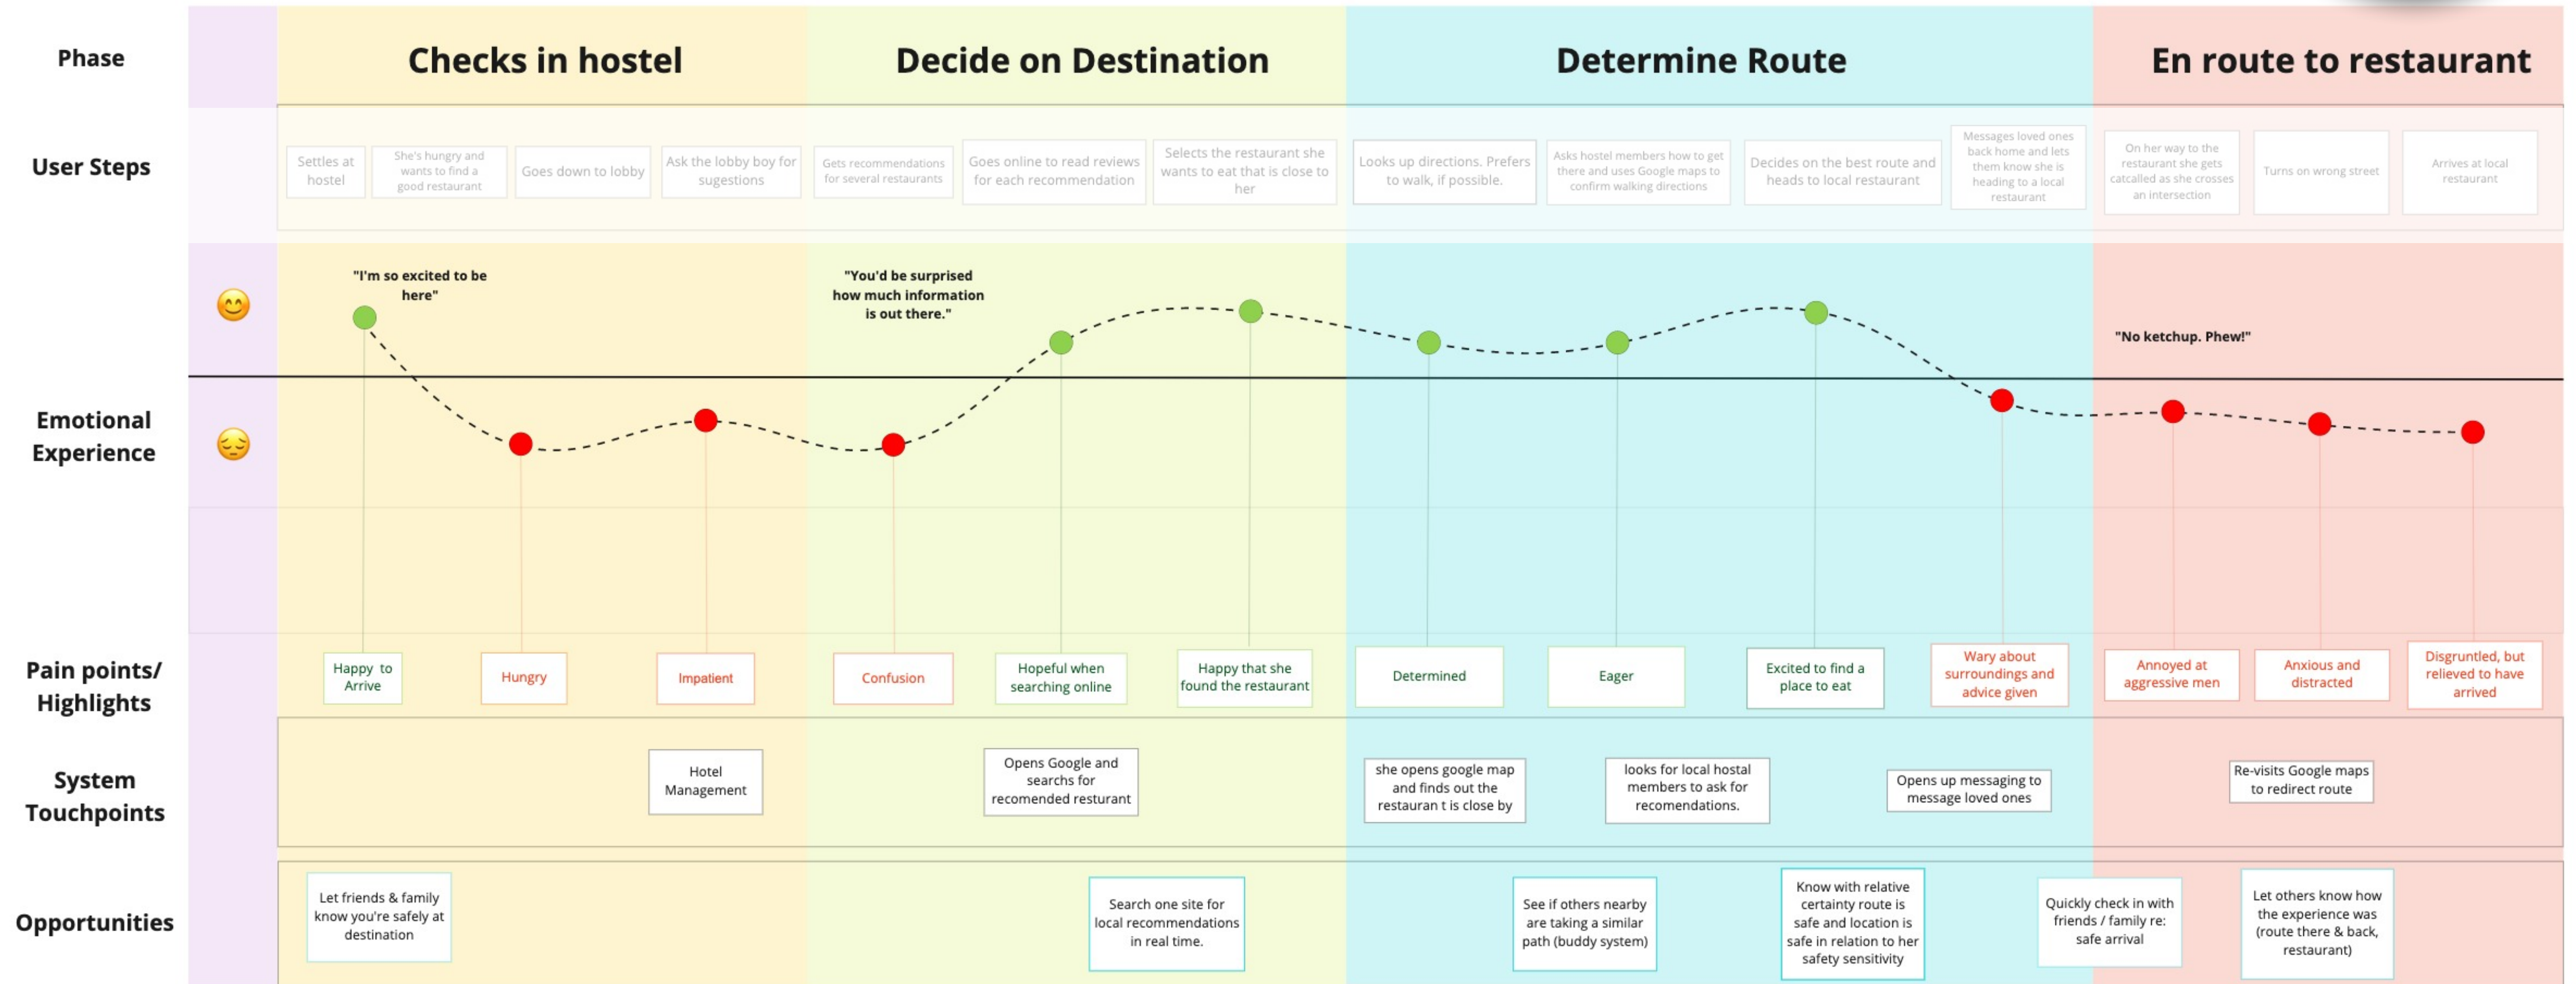 Phase
Checks in hostel
Decide on Destination
Determine Route
En route to restaurant
User Steps
Settles at
hostel
She's hungry and
wants to find a
good restaurant
Goes down to lobby
Ask the lobby boy for
sugestions
Gets recommendations
for several restaurants
Goes online to read reviews
for each recommendation
Selects the restaurant she
wants to eat that is close to
her
Looks up directions. Prefers
to walk, if possible.
Asks hostel members how to get
there and uses Google maps to
confirm walking directions
Decides on the best route and
heads to local restaurant
Messages loved ones
back home and lets
them know she is
heading to a local
restaurant
On her way to the
restaurant she gets
catcalled as she crosses
an intersection
Turns on wrong street
Arrives at local
restaurant
Emotional
Experience
"I'm so excited to be
here"
"You'd be surprised
how much information
is out there."
"No ketchup. Phew!"
Pain points/
Highlights
Happy to
Arrive
Hungry
Impatient
Confusion
Hopeful when
searching online
Happy that she
found the restaurant
Determined
Eager
Excited to find a
place to eat
Wary about
surroundings and
advice given
Annoyed at
aggressive men
Anxious and
distracted
Disgruntled, but
relieved to have
arrived
System
Touchpoints
Hotel
Management
Opens Google and
searchs for
recomended resturant
she opens google map
and finds out the
restauran t is close by
looks for local hostal
members to ask for
recomendations.
Opens up messaging to
message loved ones
Re-visits Google maps
to redirect route
Opportunities
Let friends & family
know you're safely at
destination
Search one site for
local recommendations
in real time.
See if others nearby
are taking a similar
path (buddy system)
Know with relative
certainty route is
safe and location is
safe in relation to her
safety sensitivity
Quickly check in with
friends / family re:
safe arrival
Let others know how
the experience was
(route there & back,
restaurant)